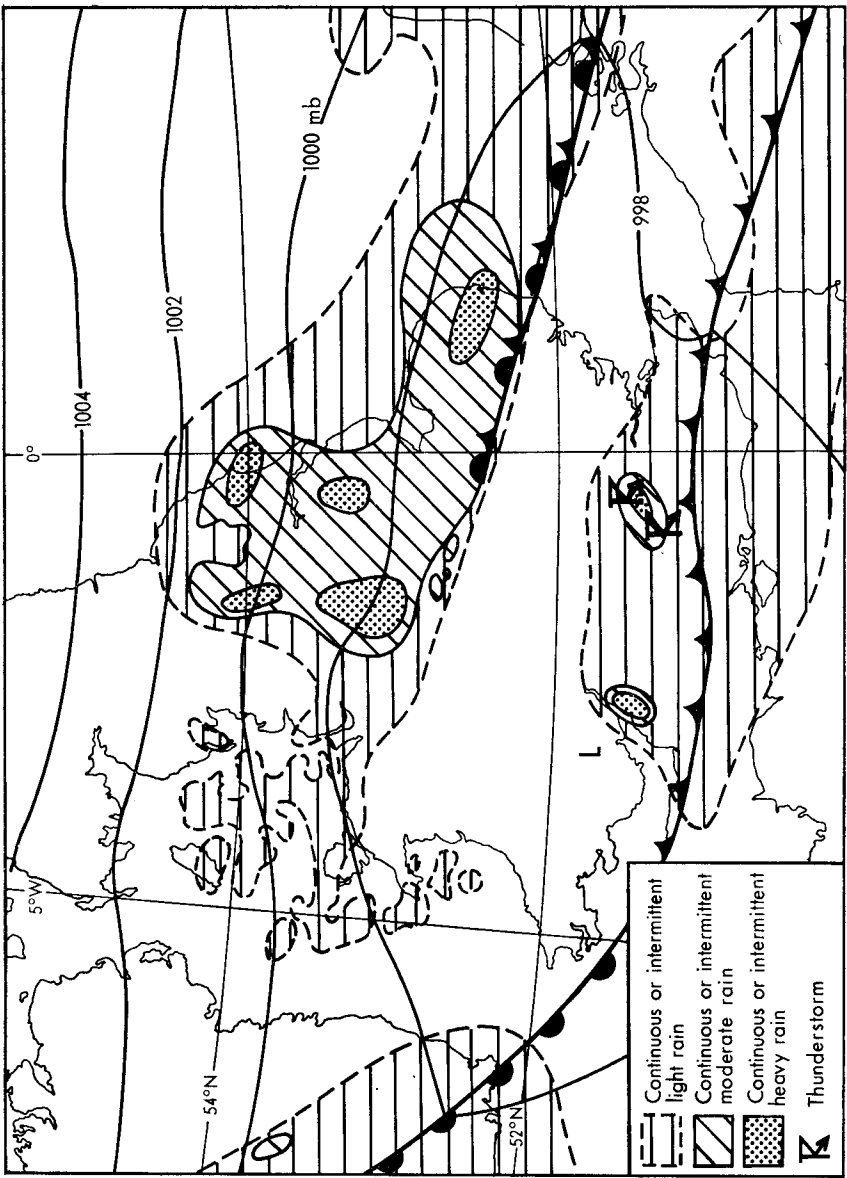 1004
1002
1000 mb
998
0°
5°W
54°N
52°N
L
Continuous or intermittent
light rain
Continuous or intermittent
moderate rain
Continuous or intermittent
heavy rain
Thunderstorm